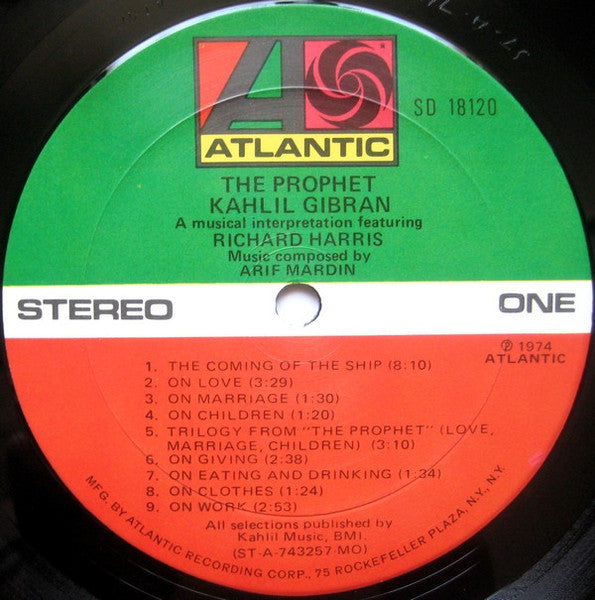 SD 18120
ATLANTIC
THE PROPHET
KAHLIL GIBRAN
A musical interpretation featuring
RICHARD HARRIS
Music composed by
ARIF MARDIN
STEREO
ONE
℗ 1974
ATLANTIC
1. THE COMING OF THE SHIP (8:10)
2. ON LOVE (3:29)
3. ON MARRIAGE (1:30)
4. ON CHILDREN (1:20)
5. TRILOGY FROM "THE PROPHET" (LOVE,
MARRIAGE, CHILDREN) (3:10)
6. ON GIVING (2:38)
7. ON EATING AND DRINKING (1:34)
8. ON CLOTHES (1:24)
9. ON WORK (2:53)
All selections published by
Kahlil Music, BMI.
(ST-A-743257-MO)
MFG. BY ATLANTIC RECORDING CORP., 75 ROCKEFELLER PLAZA, N.Y., N.Y.